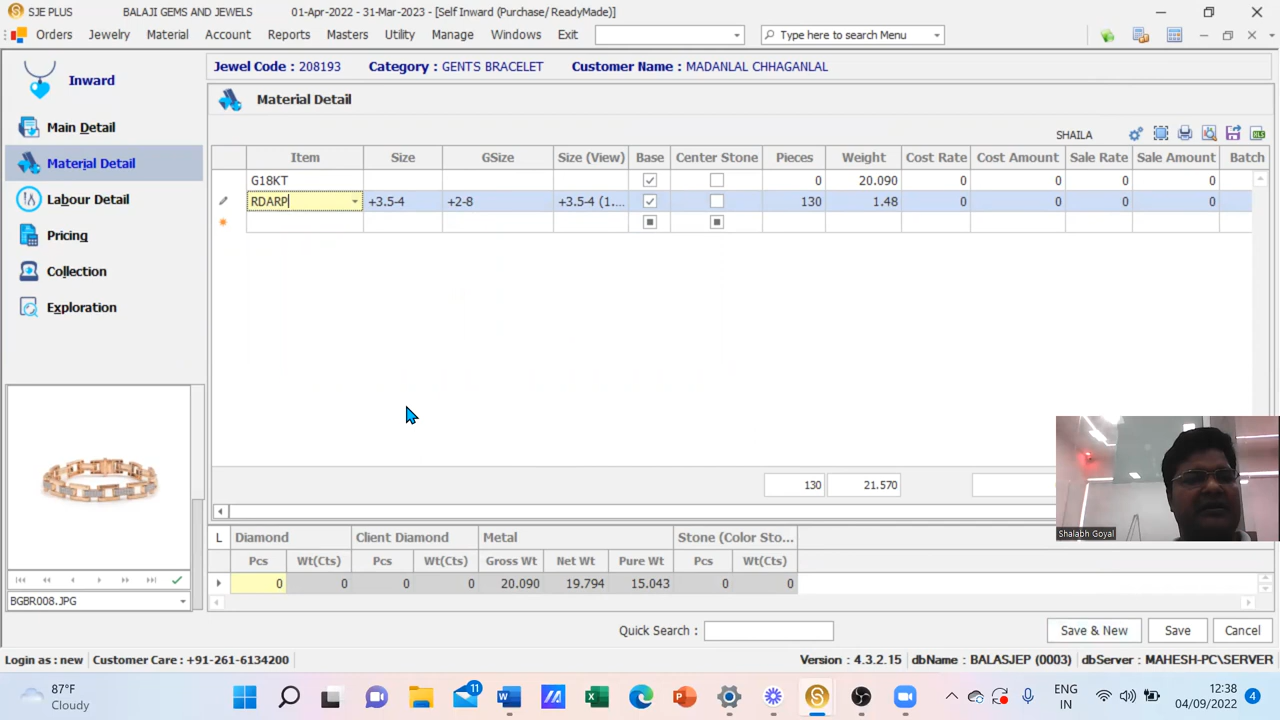 SJE PLUS BALAJI GEMS AND JEWELS 01-Apr-2022 - 31-Mar-2023 - [Self Inward (Purchase/ ReadyMade)]
Orders Jewelry Material Account Reports Masters Utility Manage Windows Exit Type here to search Menu
Inward
Jewel Code : 208193 Category : GENTS BRACELET Customer Name : MADANLAL CHHAGANLAL
Material Detail
Main Detail
SHAILA
Material Detail
Labour Detail
Pricing
Collection
Exploration
Item Size GSize Size (View) Base Center Stone Pieces Weight Cost Rate Cost Amount Sale Rate Sale Amount Batch
G18KT 0 20.090 0 0 0 0
RDARP +3.5-4 +2-8 +3.5-4 (1.... 130 1.48 0 0 0 0
130 21.570
Shalabh Goyal
L Diamond Client Diamond Metal Stone (Color Sto...
Pcs Wt(Cts) Pcs Wt(Cts) Gross Wt Net Wt Pure Wt Pcs Wt(Cts)
0 0 0 0 20.090 19.794 15.043 0 0
BGBR008.JPG
Quick Search : Save & New Save Cancel
Login as : new Customer Care : +91-261-6134200 Version : 4.3.2.15 dbName : BALASJEP (0003) dbServer : MAHESH-PC\SERVER
87°F
Cloudy
11
ENG
IN
12:38
04/09/2022
4